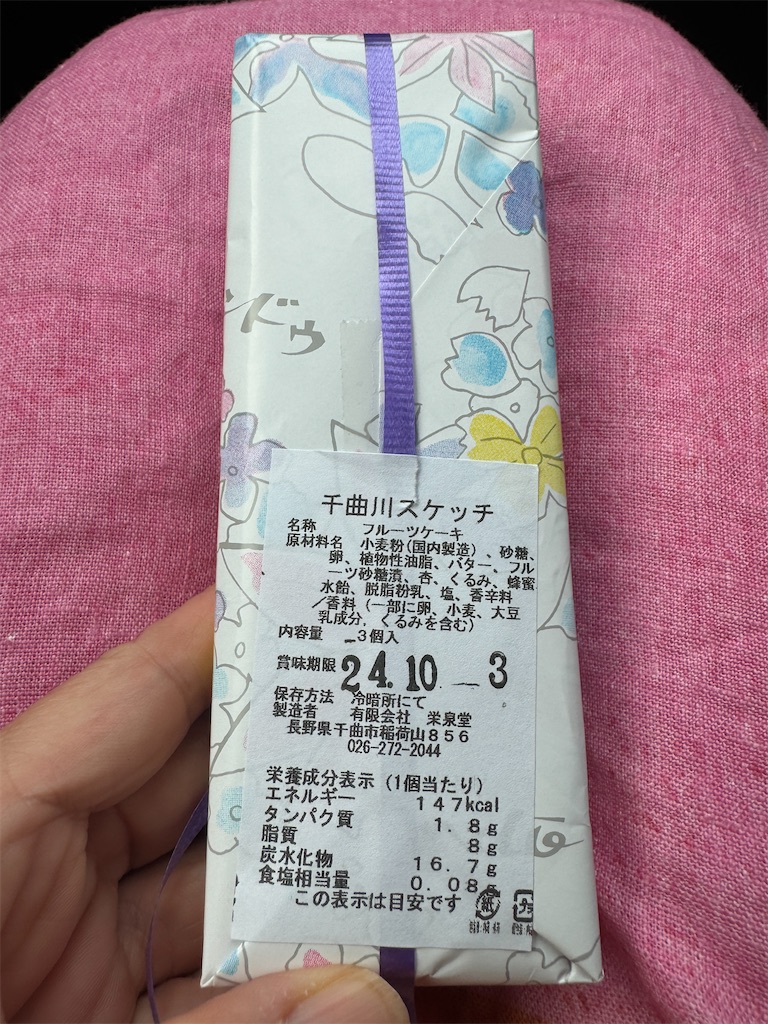 ンドゥ
千曲川スケッチ
名称 フルーツケーキ
原材料名 小麦粉(国内製造)、砂糖、
卵、植物性油脂、バター、フル
ーツ砂糖漬、杏、くるみ、蜂蜜
、水飴、脱脂粉乳、塩、香辛料
/香料(一部に卵、小麦、大豆
乳成分、くるみを含む)
内容量 3個入
賞味期限 24.10 3
保存方法 冷暗所にて
製造者 有限会社 栄泉堂
長野県千曲市稲荷山856
026-272-2044
栄養成分表示(1個当たり)
エネルギー 147kcal
タンパク質 1.8g
脂質 8g
炭水化物 16.7g
食塩相当量 0.08g
この表示は目安です 紙 プラ